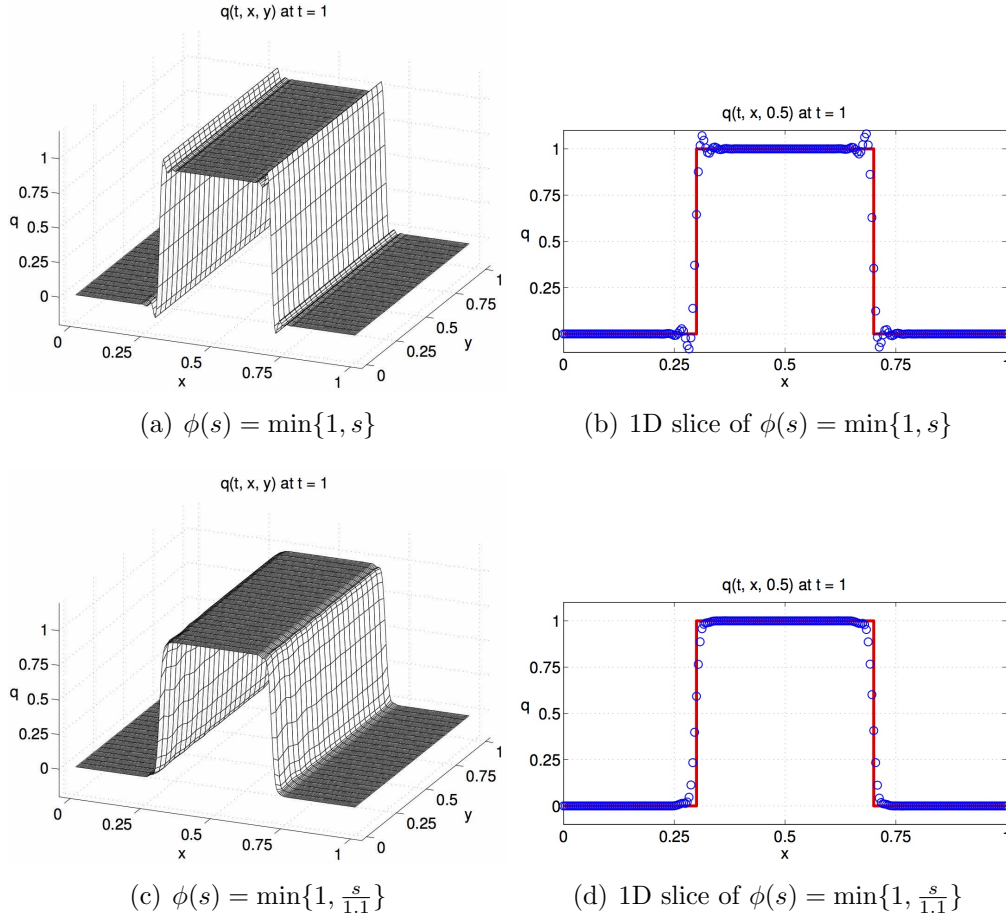 q(t, x, y) at t = 1
1
0.75
0.5
0.25
0
q
0
0.25
0.5
0.75
1
x
0
0.25
0.5
0.75
1
y
q(t, x, 0.5) at t = 1
1
0.75
q
0.5
0.25
0
0
0.25
0.5
0.75
1
x
(a) ϕ(s) = min{1, s}
(b) 1D slice of ϕ(s) = min{1, s}
q(t, x, y) at t = 1
1
0.75
q
0.5
0.25
0
0
0.25
0.5
0.75
1
x
0
0.25
0.5
0.75
1
y
q(t, x, 0.5) at t = 1
1
0.75
q
0.5
0.25
0
0
0.25
0.5
0.75
1
x
(c) ϕ(s) = min{1, s/1.1}
(d) 1D slice of ϕ(s) = min{1, s/1.1}